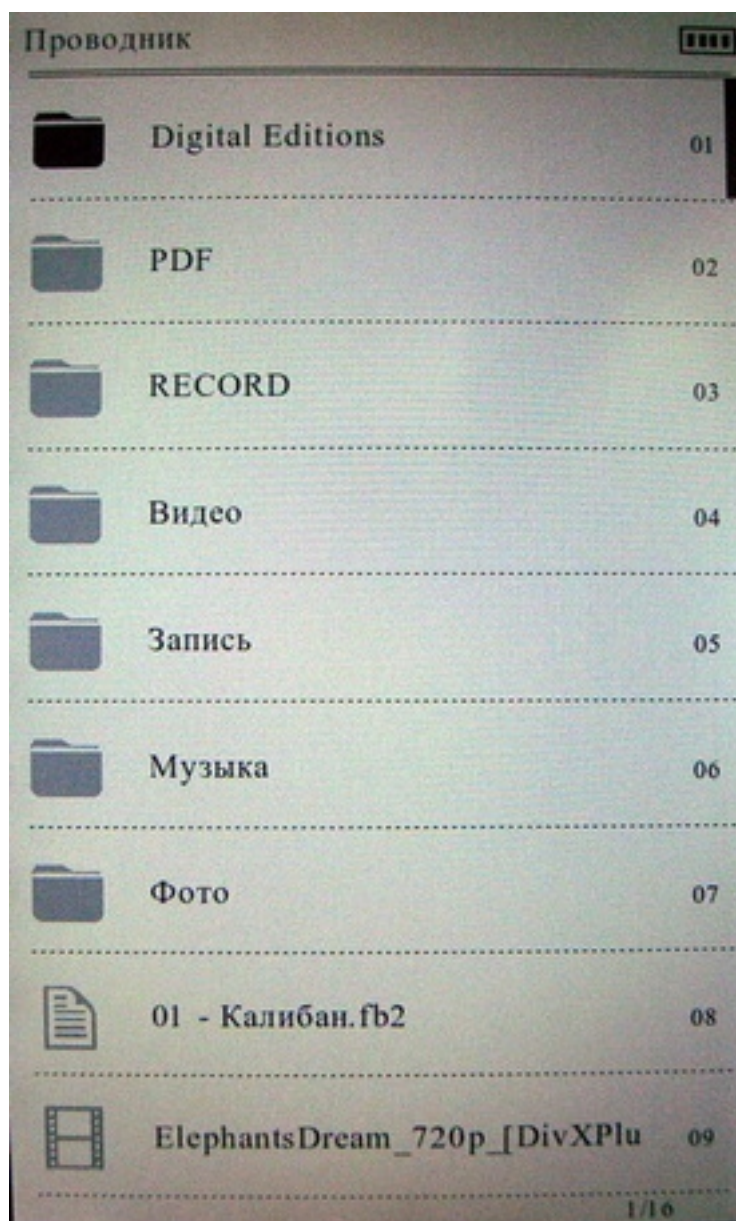 Проводник
Digital Editions 01
PDF 02
RECORD 03
Видео 04
Запись 05
Музыка 06
Фото 07
01 - Калибан.fb2 08
ElephantsDream_720p_[DivXPlu 09
1/16